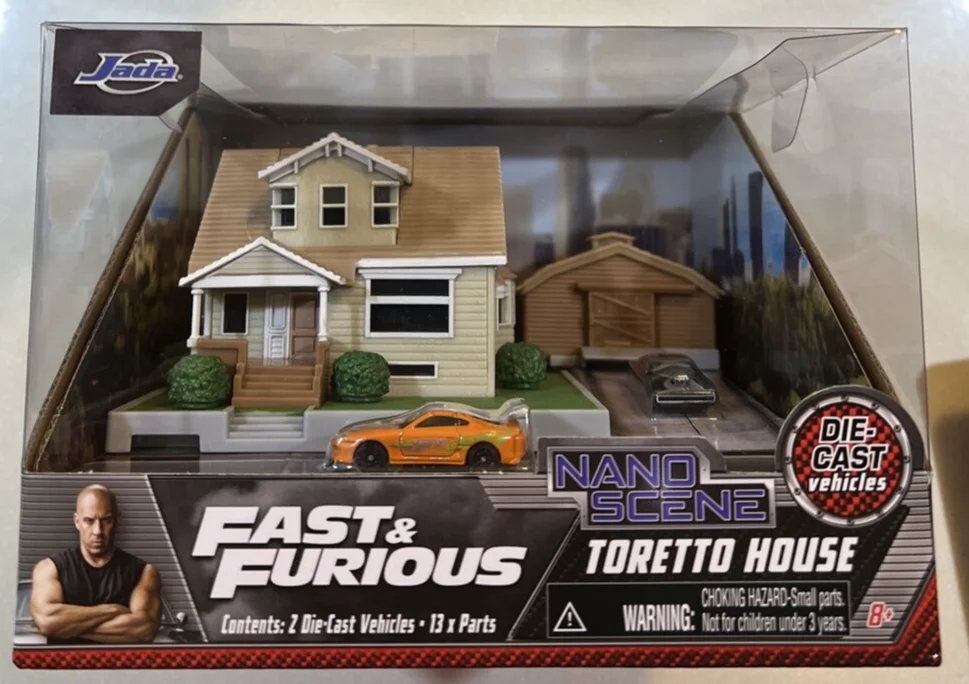 Jada
NANO
SCENE
DIE-
CAST
vehicles
FAST &
FURIOUS
TORETTO HOUSE
Contents: 2 Die-Cast Vehicles • 13 x Parts
WARNING:
CHOKING HAZARD-Small parts.
Not for children under 3 years.
8+